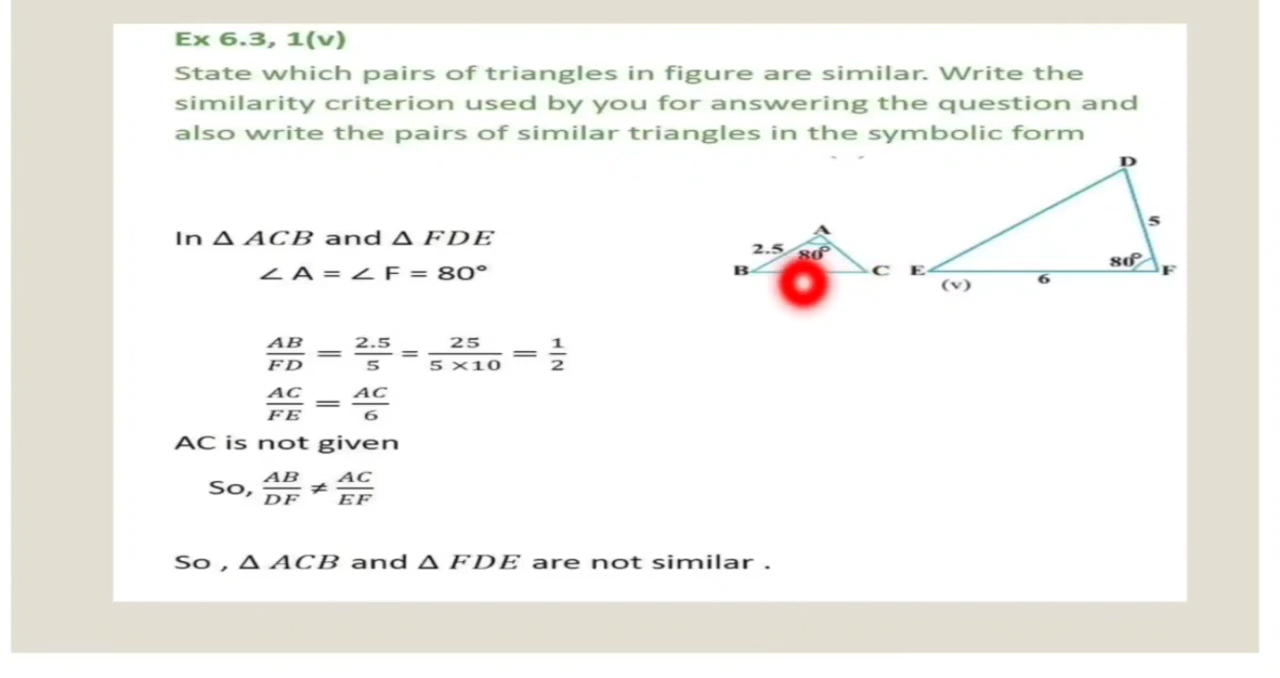 Ex 6.3, 1(v)
State which pairs of triangles in figure are similar. Write the
similarity criterion used by you for answering the question and
also write the pairs of similar triangles in the symbolic form
D
5
80°
F
E
6
(v)
A
2.5
80°
B
C
In Δ ACB and Δ FDE
∠ A = ∠ F = 80°
AB/FD = 2.5/5 = 25/(5 ×10) = 1/2
AC/FE = AC/6
AC is not given
So, AB/DF ≠ AC/EF
So , Δ ACB and Δ FDE are not similar .